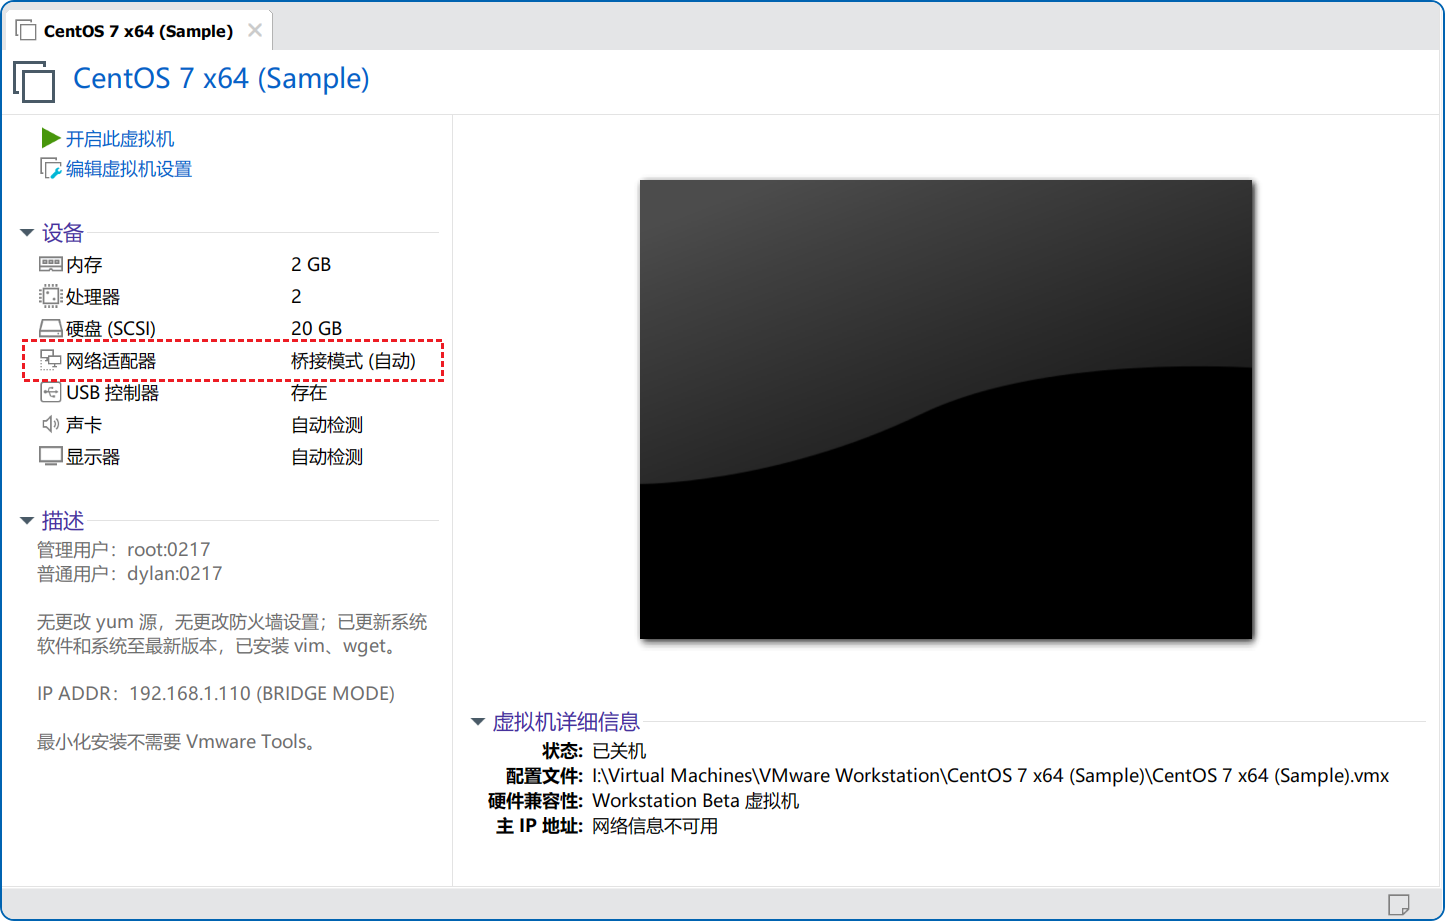 CentOS 7 x64 (Sample)
CentOS 7 x64 (Sample)
开启此虚拟机
编辑虚拟机设置
设备
内存 2 GB
处理器 2
硬盘 (SCSI) 20 GB
网络适配器 桥接模式 (自动)
USB 控制器 存在
声卡 自动检测
显示器 自动检测
描述
管理用户：root:0217
普通用户：dylan:0217
无更改 yum 源，无更改防火墙设置；已更新系统
软件和系统至最新版本，已安装 vim、wget。
IP ADDR：192.168.1.110 (BRIDGE MODE)
最小化安装不需要 Vmware Tools。
虚拟机详细信息
状态: 已关机
配置文件: I:\Virtual Machines\VMware Workstation\CentOS 7 x64 (Sample)\CentOS 7 x64 (Sample).vmx
硬件兼容性: Workstation Beta 虚拟机
主 IP 地址: 网络信息不可用